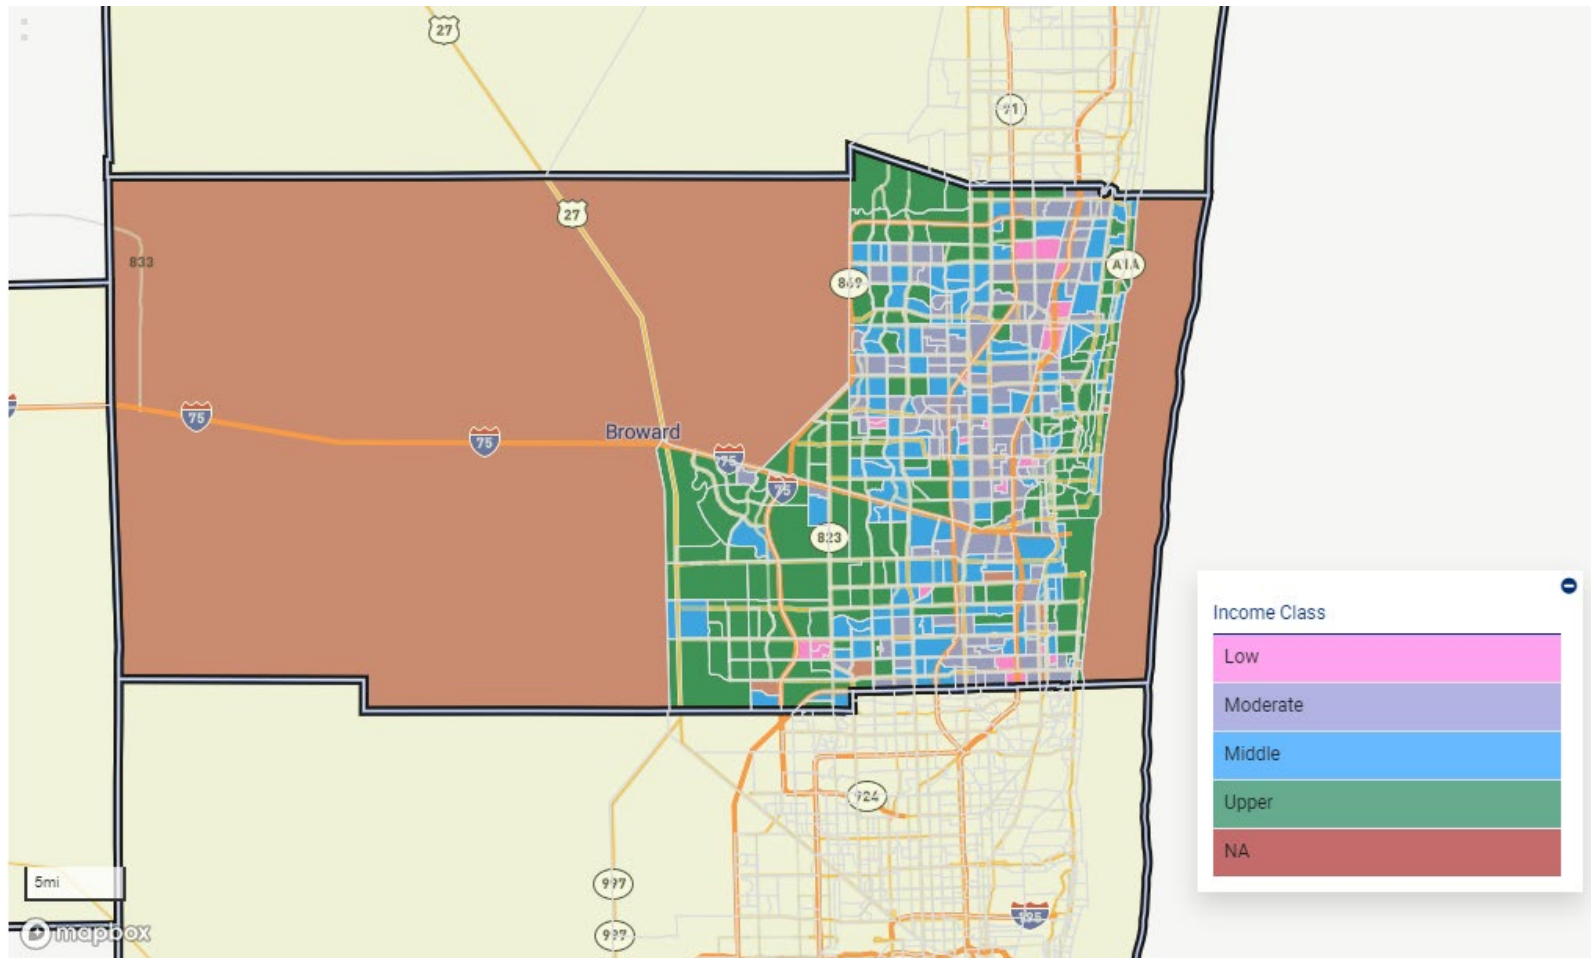 27
91
27
833
A1A
869
75
75
Broward
75
75
823
Income Class
Low
Moderate
Middle
Upper
NA
924
5mi
997
195
997
mapbox